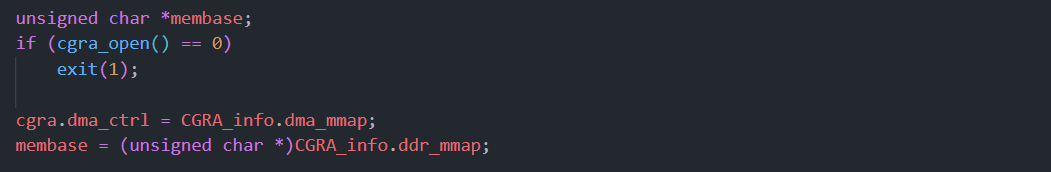 unsigned char *membase;
if (cgra_open() == 0)
    exit(1);

cgra.dma_ctrl = CGRA_info.dma_mmap;
membase = (unsigned char *)CGRA_info.ddr_mmap;